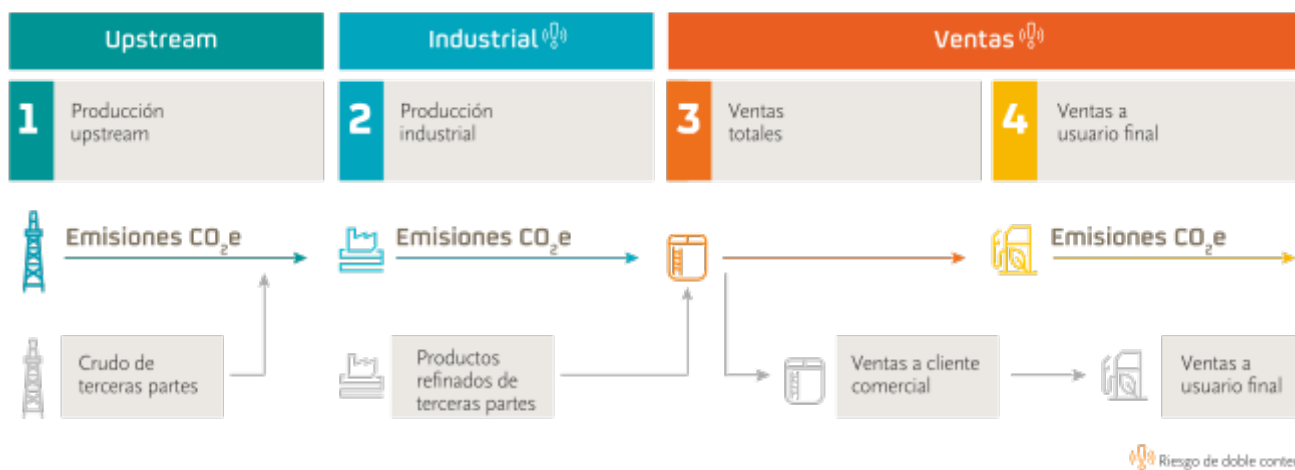 Upstream
Industrial
Ventas
1
Producción
upstream
2
Producción
industrial
3
Ventas
totales
4
Ventas a
usuario final
Emisiones CO₂e
Emisiones CO₂e
Emisiones CO₂e
Crudo de
terceras partes
Productos
refinados de
terceras partes
Ventas a cliente
comercial
Ventas a
usuario final
Riesgo de doble